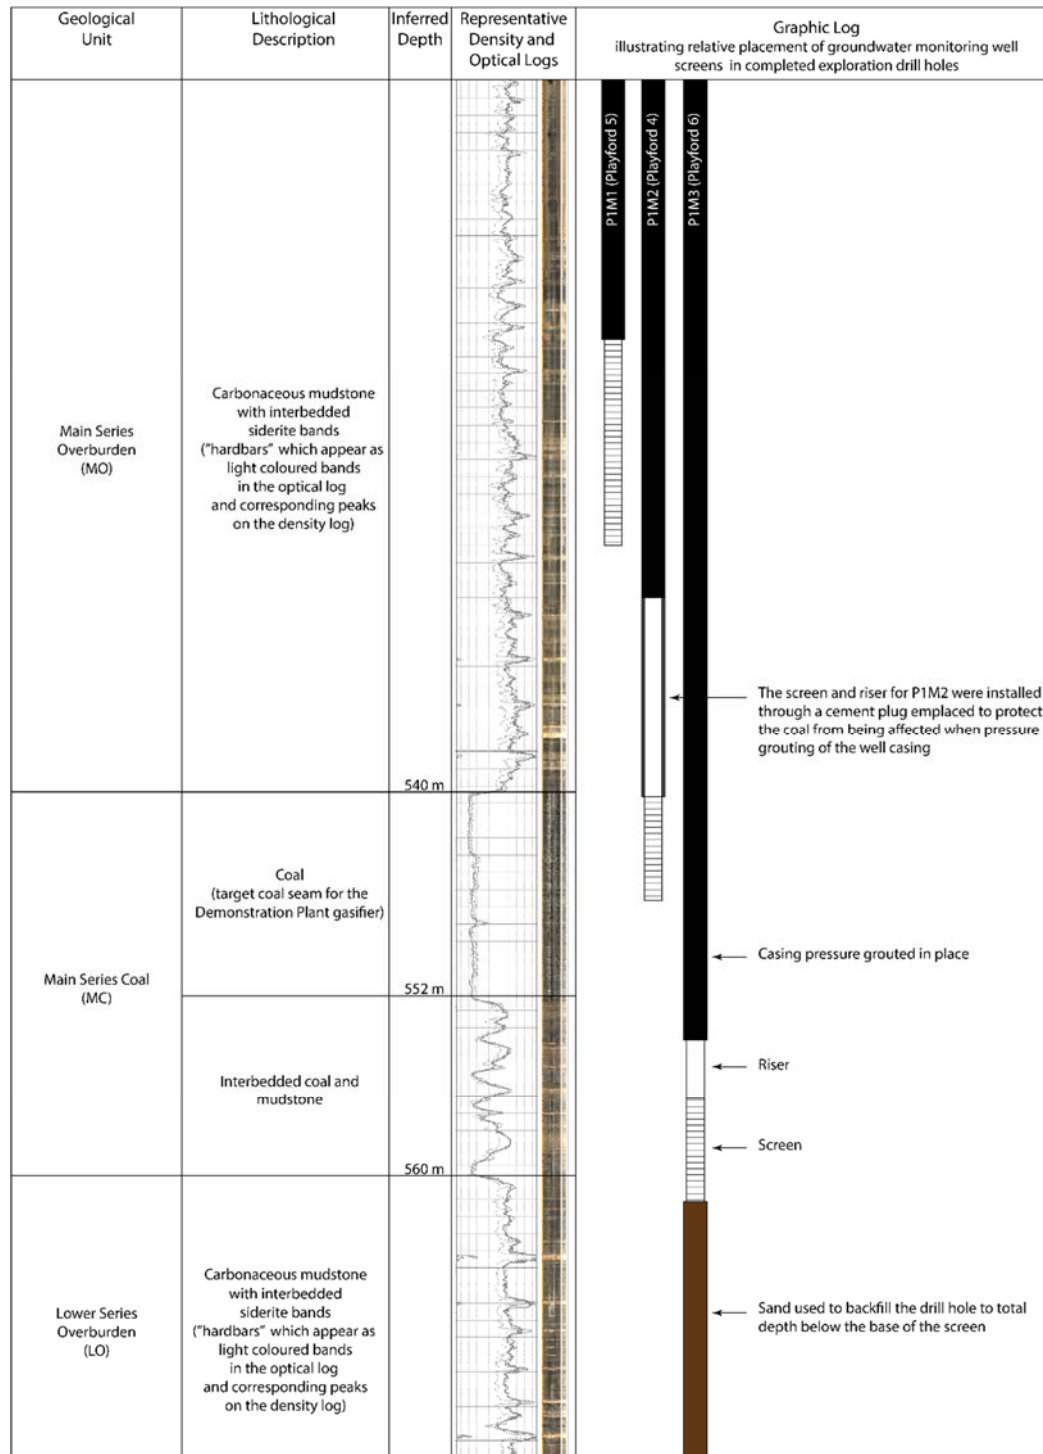 Geological
Unit
Lithological
Description
Inferred
Depth
Representative
Density and
Optical Logs
Graphic Log
illustrating relative placement of groundwater monitoring well
screens in completed exploration drill holes
P1M1 (Playford 5)
P1M2 (Playford 4)
P1M3 (Playford 6)
Main Series
Overburden
(MO)
Carbonaceous mudstone
with interbedded
siderite bands
("hardbars" which appear as
light coloured bands
in the optical log
and corresponding peaks
on the density log)
The screen and riser for P1M2 were installed
through a cement plug emplaced to protect
the coal from being affected when pressure
grouting of the well casing
540 m
Coal
(target coal seam for the
Demonstration Plant gasifier)
Main Series Coal
(MC)
Casing pressure grouted in place
552 m
Interbedded coal and
mudstone
Riser
Screen
560 m
Lower Series
Overburden
(LO)
Carbonaceous mudstone
with interbedded
siderite bands
("hardbars" which appear as
light coloured bands
in the optical log
and corresponding peaks
on the density log)
Sand used to backfill the drill hole to total
depth below the base of the screen